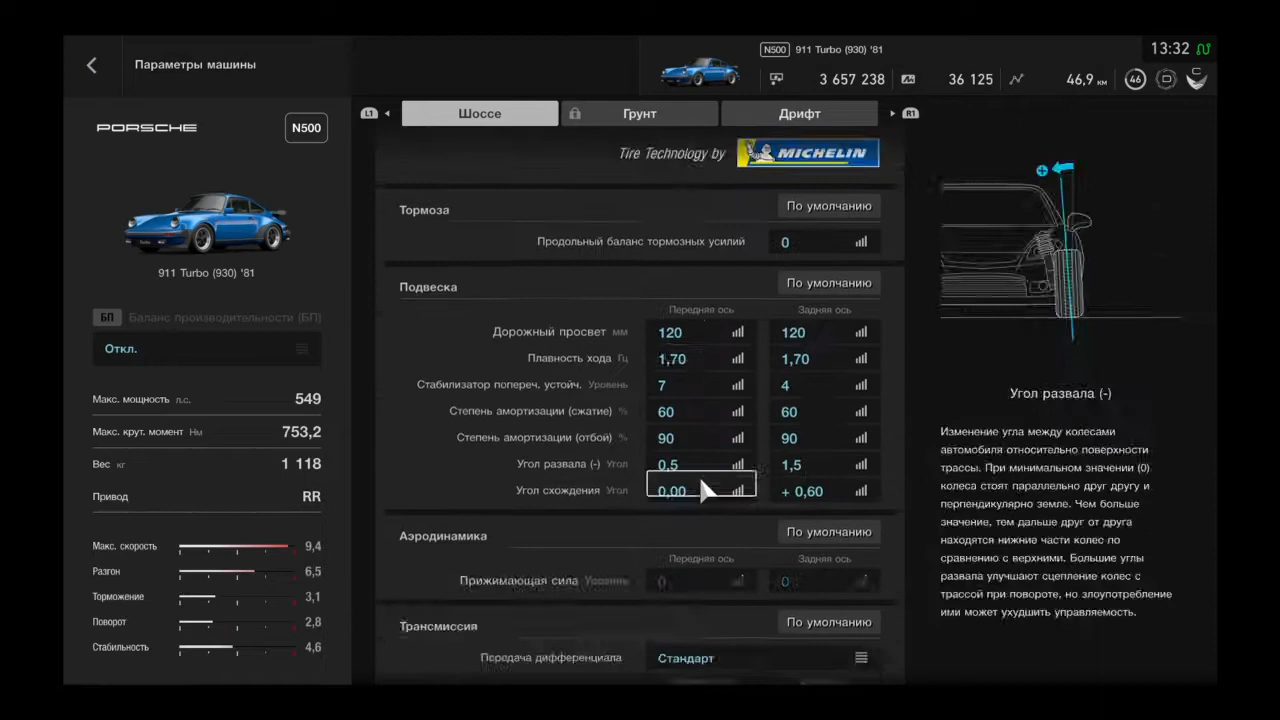 Параметры машины
N500 911 Turbo (930) '81
13:32
3 657 238 36 125 46,9 км 46 C
PORSCHE N500
911 Turbo (930) '81
БП Баланс производительности (БП)
Откл.
Макс. мощность л.с. 549
Макс. крут. момент Нм 753,2
Вес кг 1 118
Привод RR
Макс. скорость 9,4
Разгон 6,5
Торможение 3,1
Поворот 2,8
Стабильность 4,6
L1 Шоссе Грунт Дрифт R1
Tire Technology by MICHELIN
Тормоза По умолчанию
Продольный баланс тормозных усилий 0
Подвеска По умолчанию
Передняя ось Задняя ось
Дорожный просвет мм 120 120
Плавность хода Гц 1,70 1,70
Стабилизатор попереч. устойч. Уровень 7 4
Степень амортизации (сжатие) % 60 60
Степень амортизации (отбой) % 90 90
Угол развала (-) Угол 0,5 1,5
Угол схождения Угол 0,00 + 0,60
Аэродинамика По умолчанию
Передняя ось Задняя ось
Прижимающая сила Уровень 0 0
Трансмиссия По умолчанию
Передача дифференциала Стандарт
Угол развала (-)
Изменение угла между колесами
автомобиля относительно поверхности
трассы. При минимальном значении (0)
колеса стоят параллельно друг другу и
перпендикулярно земле. Чем больше
значение, тем дальше друг от друга
находятся нижние части колес по
сравнению с верхними. Большие углы
развала улучшают сцепление колес с
трассой при повороте, но злоупотребление
ими может ухудшить управляемость.